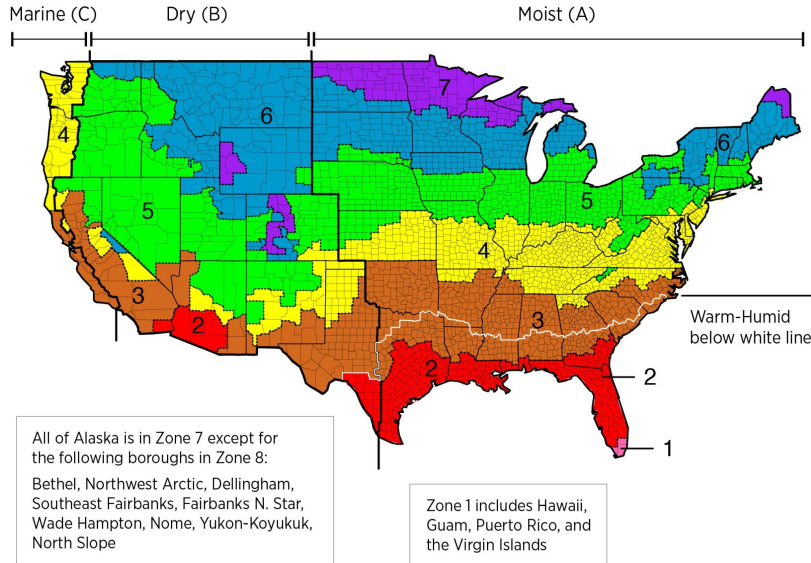 Marine (C)
Dry (B)
Moist (A)
7
6
4
6
5
5
4
3
3
2
2
Warm-Humid
below white line
2
1
All of Alaska is in Zone 7 except for
the following boroughs in Zone 8:
Bethel, Northwest Arctic, Dellingham,
Southeast Fairbanks, Fairbanks N. Star,
Wade Hampton, Nome, Yukon-Koyukuk,
North Slope
Zone 1 includes Hawaii,
Guam, Puerto Rico, and
the Virgin Islands